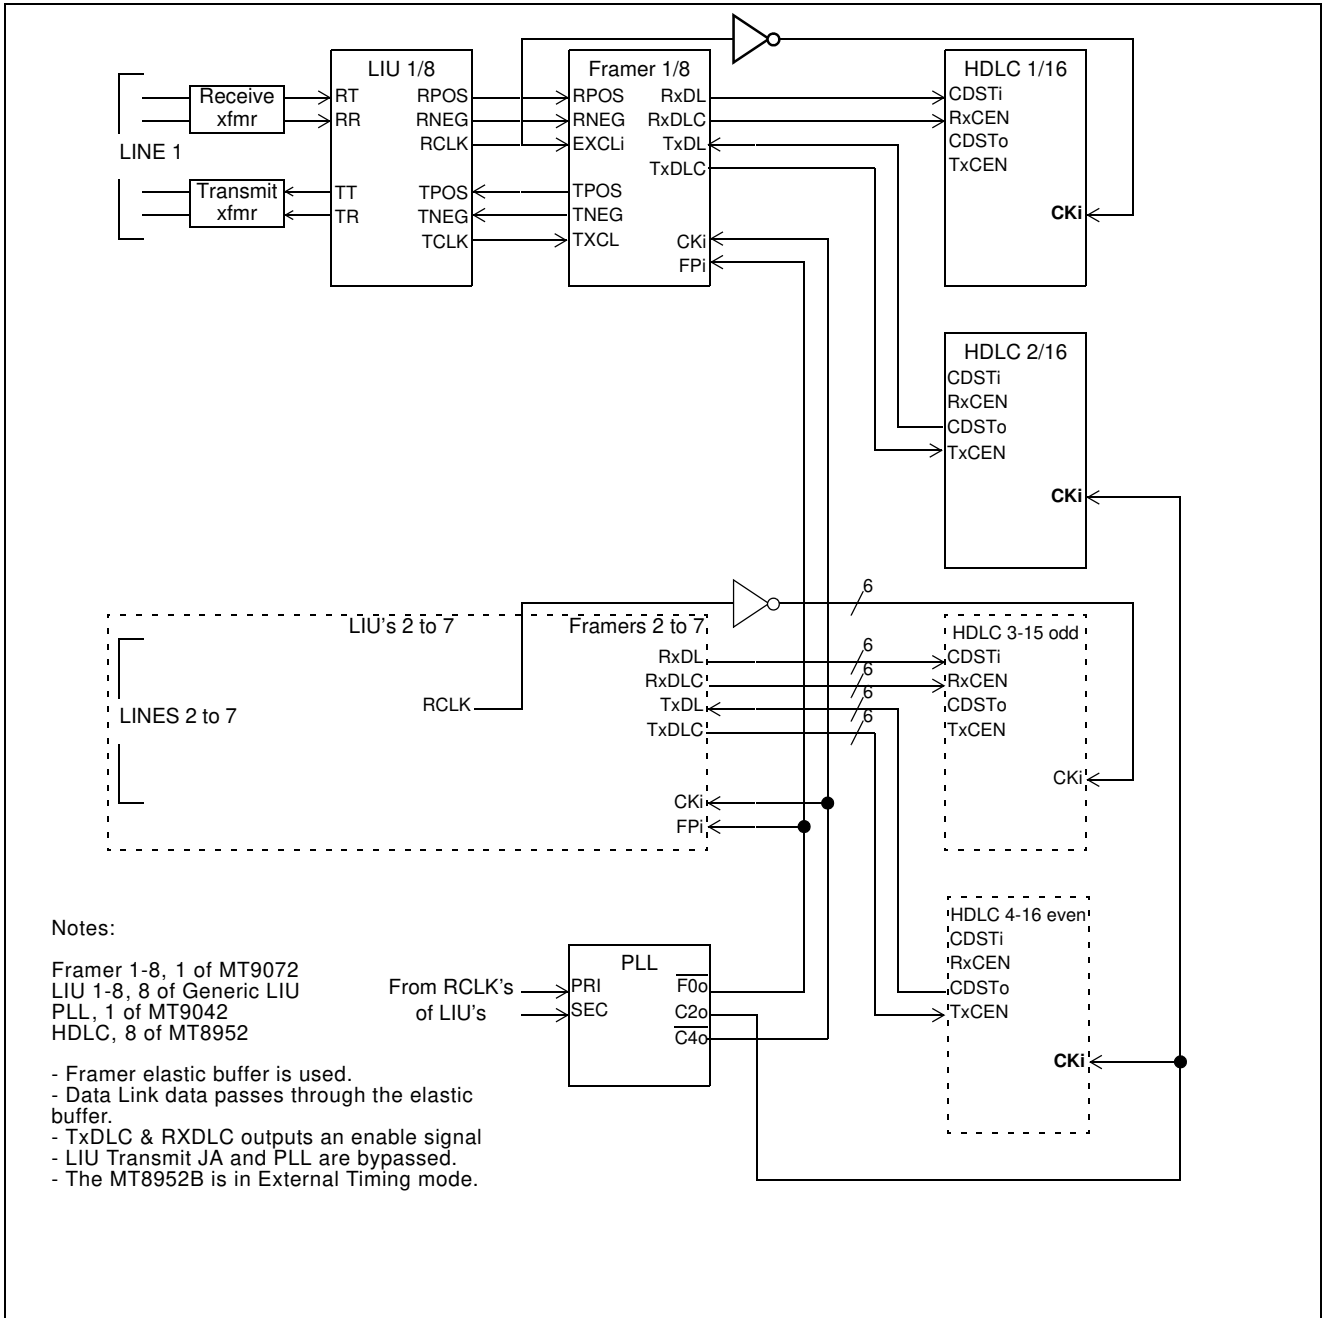 LIU 1/8
Framer 1/8
HDLC 1/16
Receive
xfmr
RT
RR
RPOS
RNEG
RCLK
RPOS
RNEG
EXCLi
RxDL
RxDLC
TxDL
TxDLC
CDSTi
RxCEN
CDSTo
TxCEN
LINE 1
Transmit
xfmr
TT
TR
TPOS
TNEG
TCLK
TPOS
TNEG
TXCL
CKi
FPi
CKi
HDLC 2/16
CDSTi
RxCEN
CDSTo
TxCEN
CKi
6
LIU's 2 to 7
Framers 2 to 7
HDLC 3-15 odd
LINES 2 to 7
RCLK
RxDL
RxDLC
TxDL
TxDLC
6
6
6
6
CDSTi
RxCEN
CDSTo
TxCEN
CKi
CKi
FPi
HDLC 4-16 even
CDSTi
RxCEN
CDSTo
TxCEN
CKi
From RCLK's
of LIU's
PLL
PRI
SEC
F0o
C2o
C4o
Notes:
Framer 1-8, 1 of MT9072
LIU 1-8, 8 of Generic LIU
PLL, 1 of MT9042
HDLC, 8 of MT8952
- Framer elastic buffer is used.
- Data Link data passes through the elastic
buffer.
- TxDLC & RXDLC outputs an enable signal
- LIU Transmit JA and PLL are bypassed.
- The MT8952B is in External Timing mode.